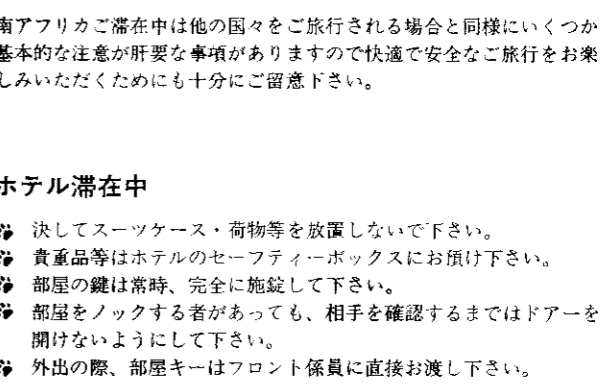 南アフリカご滞在中は他の国々をご旅行される場合と同様にいくつか
基本的な注意が肝要な事項がありますので快適で安全なご旅行をお楽
しみいただくためにも十分にご留意下さい。
ホテル滞在中
決してスーツケース・荷物等を放置しないで下さい。
貴重品等はホテルのセーフティーボックスにお預け下さい。
部屋の鍵は常時、完全に施錠して下さい。
部屋をノックする者があっても、相手を確認するまではドアーを
開けないようにして下さい。
外出の際、部屋キーはフロント係員に直接お渡し下さい。